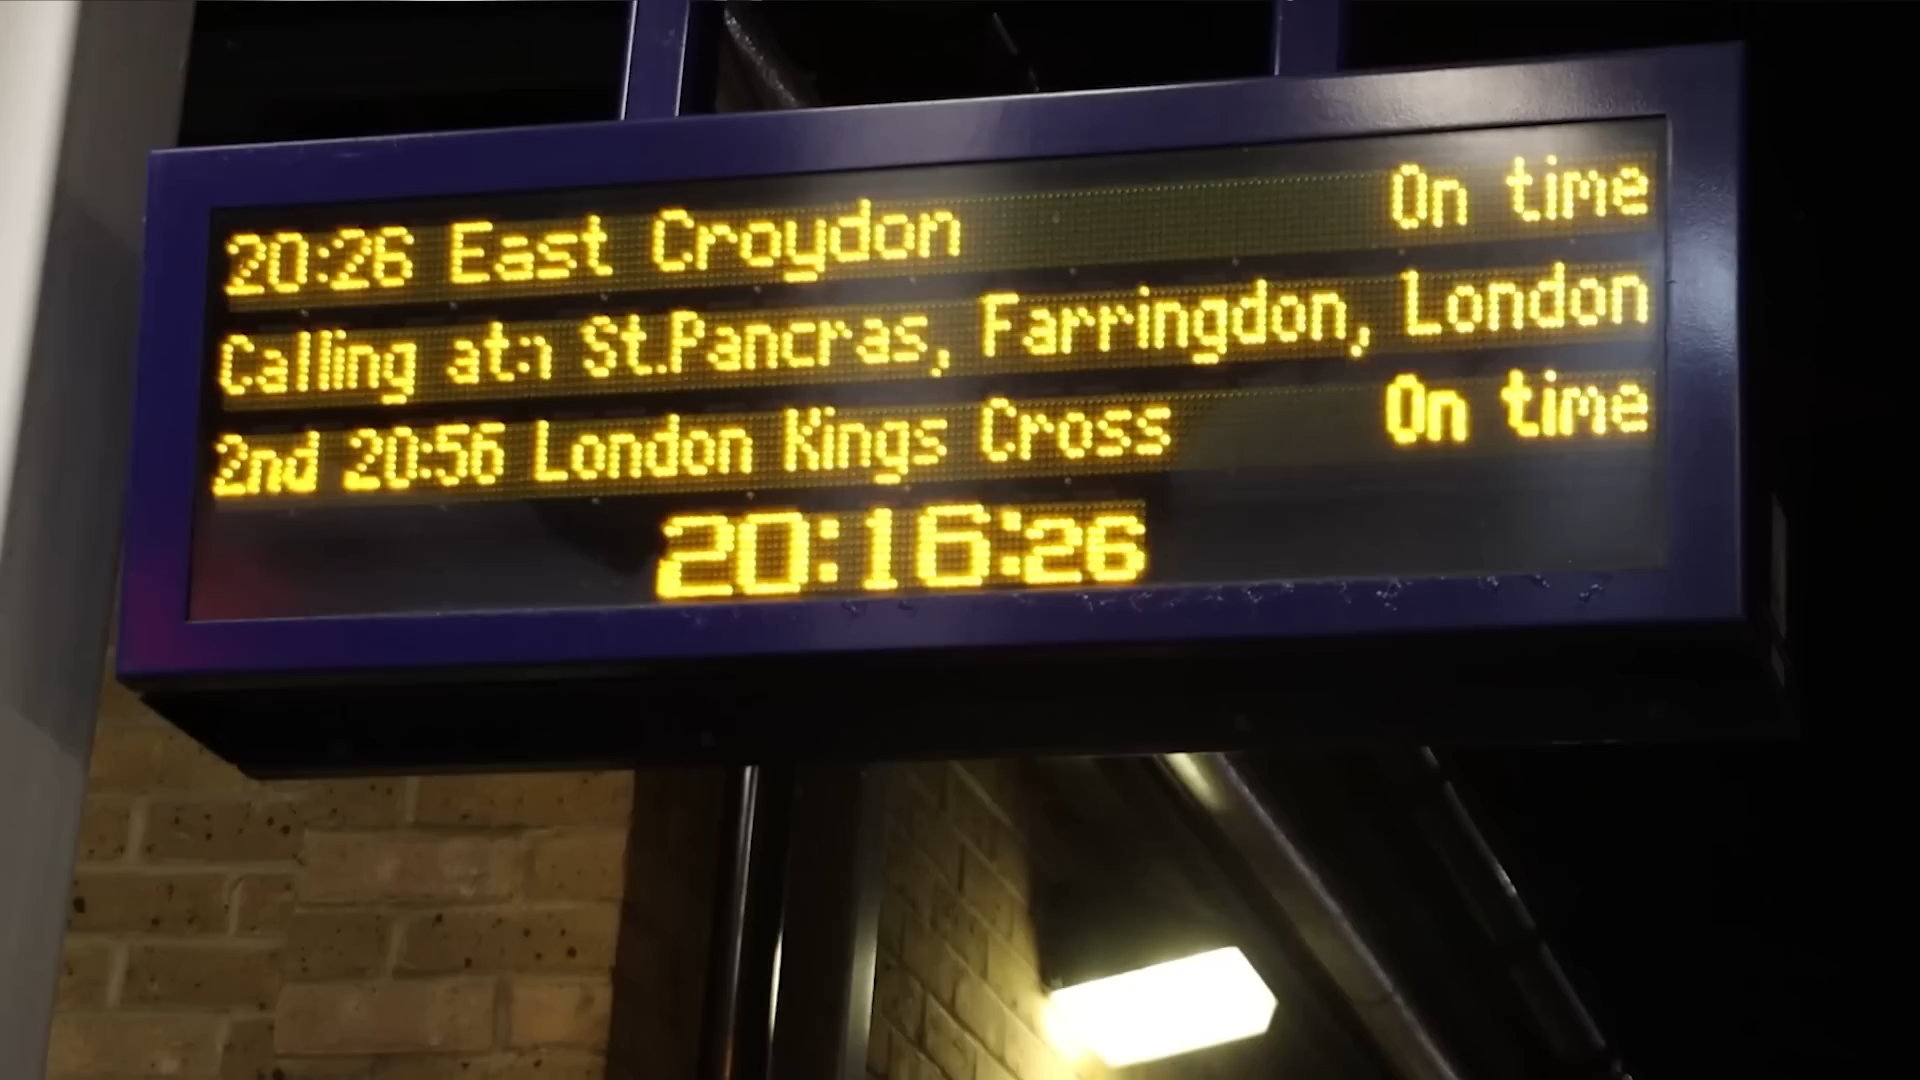 20:26 East Croydon On time
Calling at St.Pancras, Farringdon, London
2nd 20:56 London Kings Cross On time
20:16:26